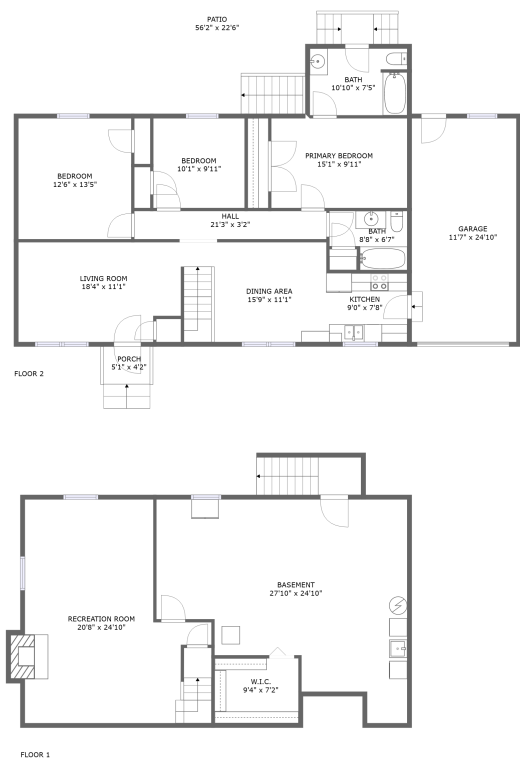 PATIO
56'2" x 22'6"
BATH
10'10" x 7'5"
BEDROOM
12'6" x 13'5"
BEDROOM
10'1" x 9'11"
PRIMARY BEDROOM
15'1" x 9'11"
HALL
21'3" x 3'2"
BATH
8'8" x 6'7"
GARAGE
11'7" x 24'10"
LIVING ROOM
18'4" x 11'1"
DINING AREA
15'9" x 11'1"
KITCHEN
9'0" x 7'8"
PORCH
5'1" x 4'2"
FLOOR 2
BASEMENT
27'10" x 24'10"
RECREATION ROOM
20'8" x 24'10"
W.I.C.
9'4" x 7'2"
FLOOR 1